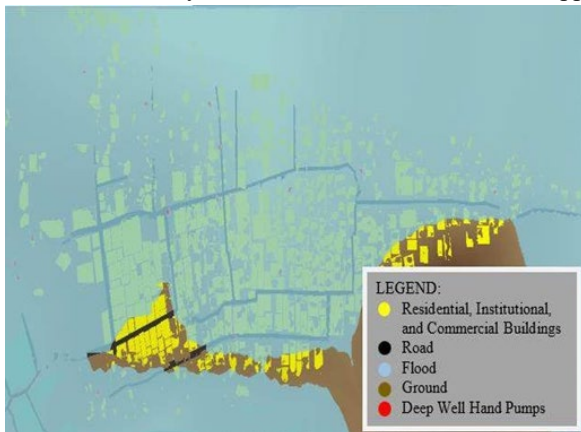 LEGEND:
Residential, Institutional,
and Commercial Buildings
Road
Flood
Ground
Deep Well Hand Pumps